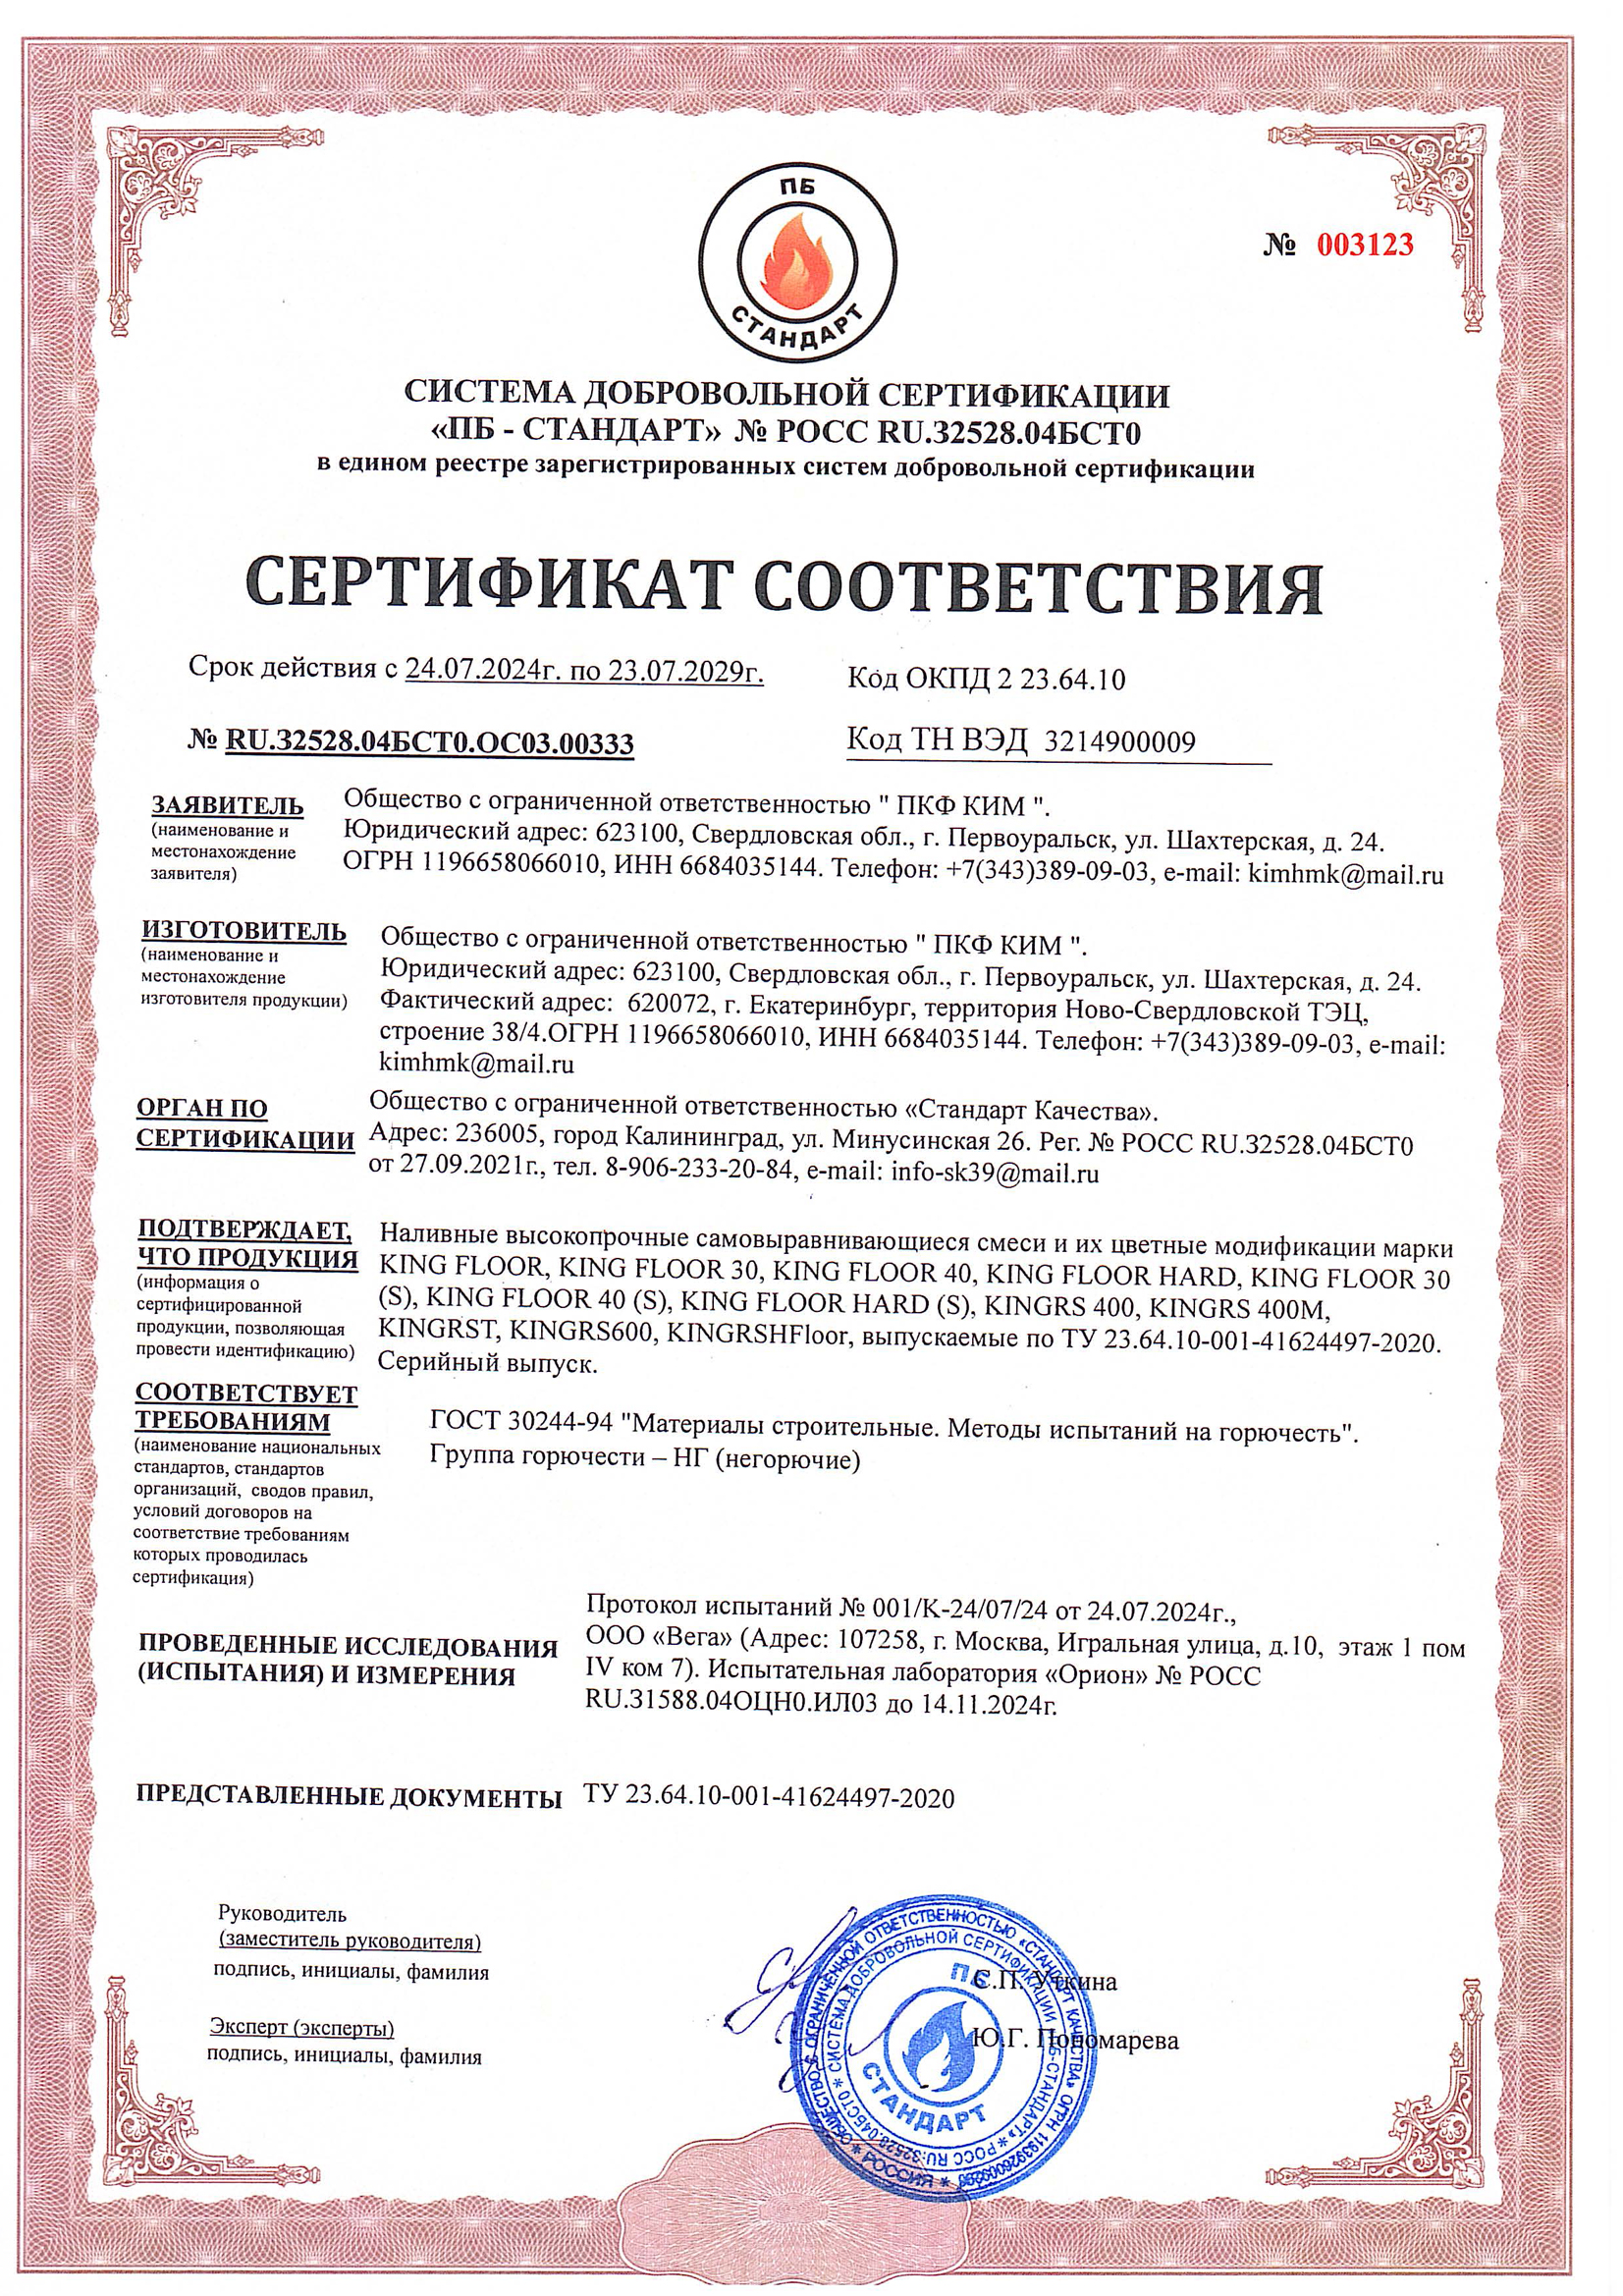 ПБ
СТАНДАРТ
№ 003123
СИСТЕМА ДОБРОВОЛЬНОЙ СЕРТИФИКАЦИИ
«ПБ - СТАНДАРТ» № РОСС RU.32528.04БСТ0
в едином реестре зарегистрированных систем добровольной сертификации
СЕРТИФИКАТ СООТВЕТСТВИЯ
Срок действия с 24.07.2024г. по 23.07.2029г.
Код ОКПД 2 23.64.10
№ RU.32528.04БСТ0.ОС03.00333
Код ТН ВЭД 3214900009
ЗАЯВИТЕЛЬ
(наименование и
местонахождение
заявителя)
Общество с ограниченной ответственностью " ПКФ КИМ ".
Юридический адрес: 623100, Свердловская обл., г. Первоуральск, ул. Шахтерская, д. 24.
ОГРН 1196658066010, ИНН 6684035144. Телефон: +7(343)389-09-03, e-mail: kimhmk@mail.ru
ИЗГОТОВИТЕЛЬ
(наименование и
местонахождение
изготовителя продукции)
Общество с ограниченной ответственностью " ПКФ КИМ ".
Юридический адрес: 623100, Свердловская обл., г. Первоуральск, ул. Шахтерская, д. 24.
Фактический адрес: 620072, г. Екатеринбург, территория Ново-Свердловской ТЭЦ,
строение 38/4.ОГРН 1196658066010, ИНН 6684035144. Телефон: +7(343)389-09-03, e-mail:
kimhmk@mail.ru
ОРГАН ПО
СЕРТИФИКАЦИИ
Общество с ограниченной ответственностью «Стандарт Качества».
Адрес: 236005, город Калининград, ул. Минусинская 26. Рег. № РОСС RU.32528.04БСТ0
от 27.09.2021г., тел. 8-906-233-20-84, e-mail: info-sk39@mail.ru
ПОДТВЕРЖДАЕТ,
ЧТО ПРОДУКЦИЯ
(информация о
сертифицированной
продукции, позволяющая
провести идентификацию)
Наливные высокопрочные самовыравнивающиеся смеси и их цветные модификации марки
KING FLOOR, KING FLOOR 30, KING FLOOR 40, KING FLOOR HARD, KING FLOOR 30
(S), KING FLOOR 40 (S), KING FLOOR HARD (S), KINGRS 400, KINGRS 400M,
KINGRST, KINGRS600, KINGRSHFloor, выпускаемые по ТУ 23.64.10-001-41624497-2020.
Серийный выпуск.
СООТВЕТСТВУЕТ
ТРЕБОВАНИЯМ
(наименование национальных
стандартов, стандартов
организаций, сводов правил,
условий договоров на
соответствие требованиям
которых проводилась
сертификация)
ГОСТ 30244-94 "Материалы строительные. Методы испытаний на горючесть".
Группа горючести – НГ (негорючие)
ПРОВЕДЕННЫЕ ИССЛЕДОВАНИЯ
(ИСПЫТАНИЯ) И ИЗМЕРЕНИЯ
Протокол испытаний № 001/К-24/07/24 от 24.07.2024г.,
ООО «Вега» (Адрес: 107258, г. Москва, Игральная улица, д.10, этаж 1 пом
IV ком 7). Испытательная лаборатория «Орион» № РОСС
RU.31588.04ОЦН0.ИЛ03 до 14.11.2024г.
ПРЕДСТАВЛЕННЫЕ ДОКУМЕНТЫ
ТУ 23.64.10-001-41624497-2020
Руководитель
(заместитель руководителя)
подпись, инициалы, фамилия
С.П. Уткина
Эксперт (эксперты)
подпись, инициалы, фамилия
Ю.Г. Пономарева
ОБЩЕСТВО С ОГРАНИЧЕННОЙ ОТВЕТСТВЕННОСТЬЮ «СТАНДАРТ КАЧЕСТВА» ОГРН
* РОССИЯ *
СИСТЕМА ДОБРОВОЛЬНОЙ СЕРТИФИКАЦИИ «ПБ-СТАНДАРТ» * РОСС RU.32528.04БСТ0 *
ПБ
СТАНДАРТ